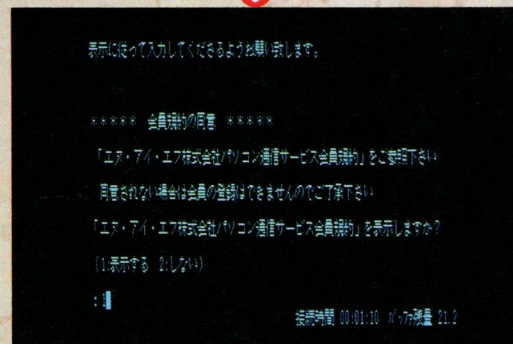 表示に従って入力してくださるようお願い致します。
***** 会員規約の同意 *****
「エヌ・アイ・エフ株式会社パソコン通信サービス会員規約」をご参照下さい
同意されない場合は会員の登録はできませんのでご了承下さい
「エヌ・アイ・エフ株式会社パソコン通信サービス会員規約」を表示しますか?
(1:表示する 2:しない)
:1
接続時間 00:01:10 バッファ残量 21.2